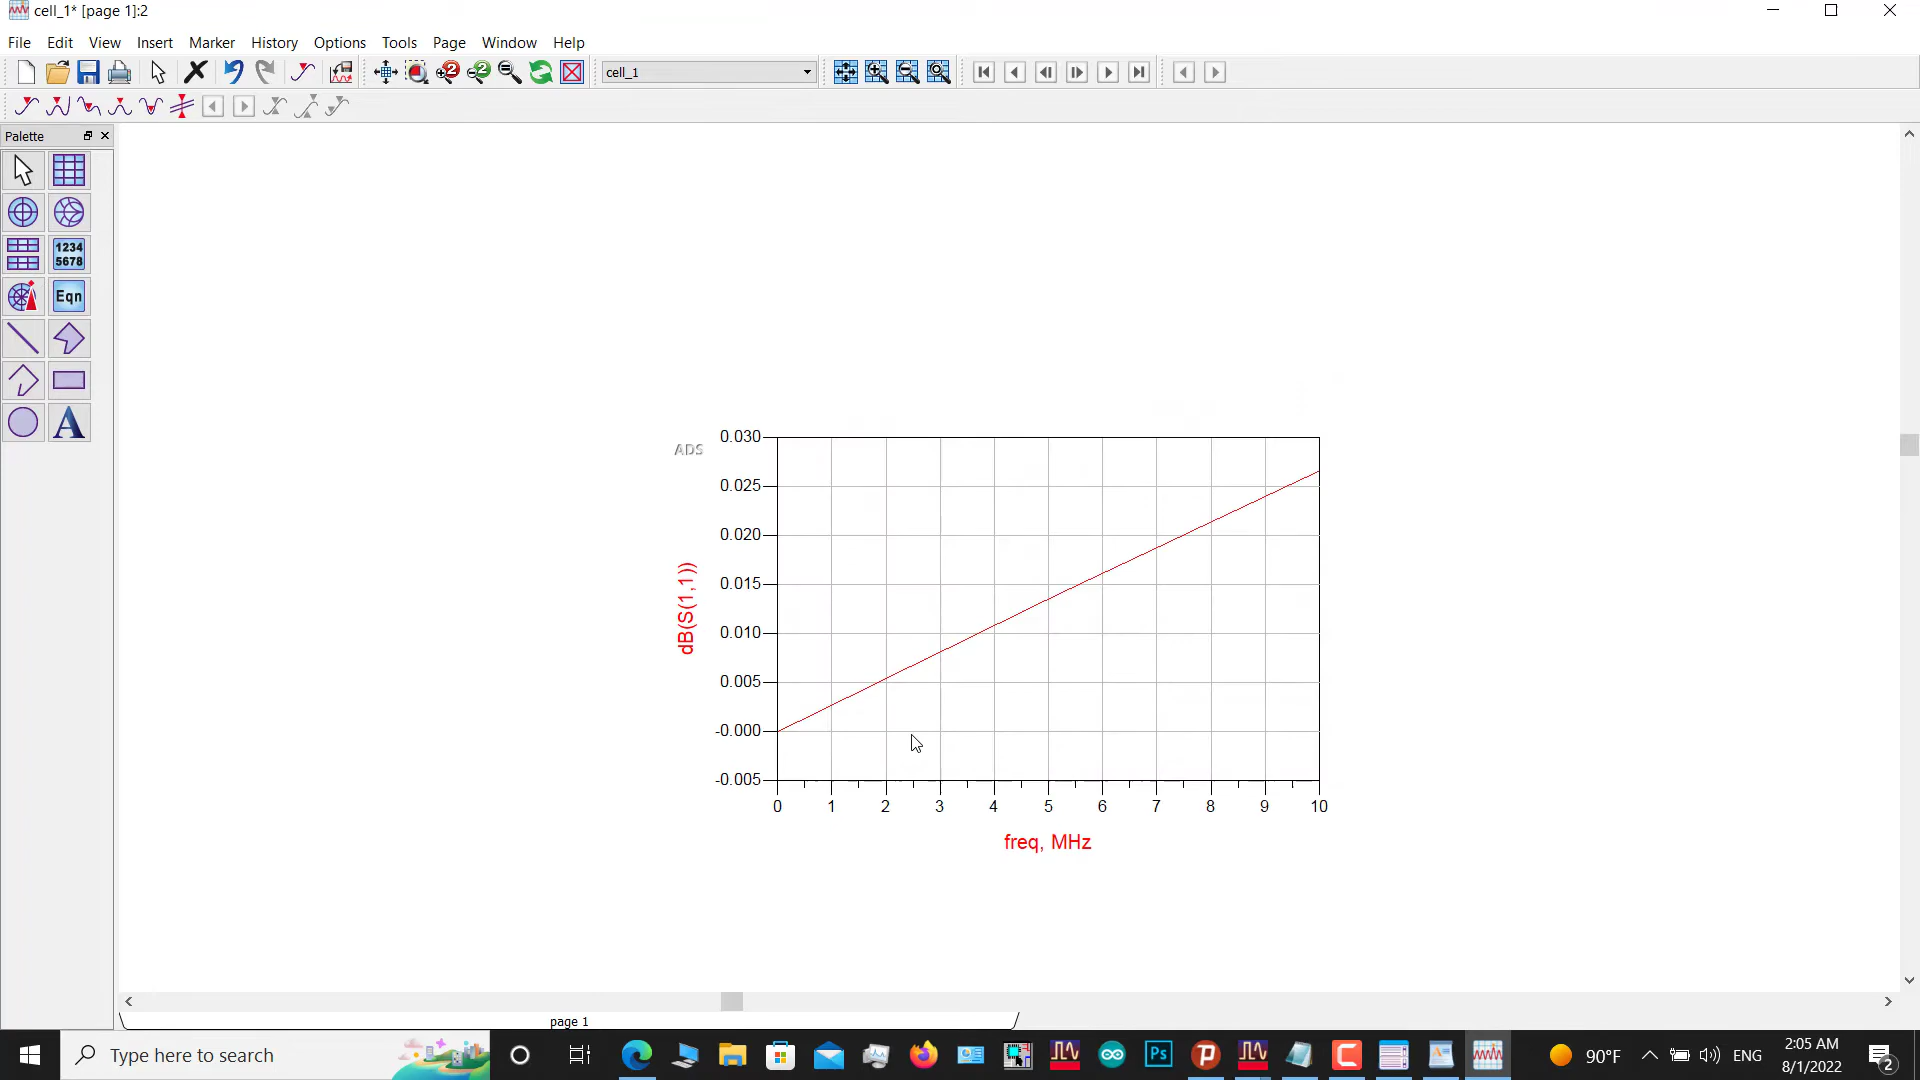 cell_1* [page 1]:2
File Edit View Insert Marker History Options Tools Page Window Help
cell_1
Palette
1234
5678
Eqn
A
ADS
0.030
0.025
0.020
0.015
0.010
0.005
-0.000
-0.005
dB(S(1,1))
0 1 2 3 4 5 6 7 8 9 10
freq, MHz
page 1
Type here to search
Ps
90°F
ENG
2:05 AM
8/1/2022
2